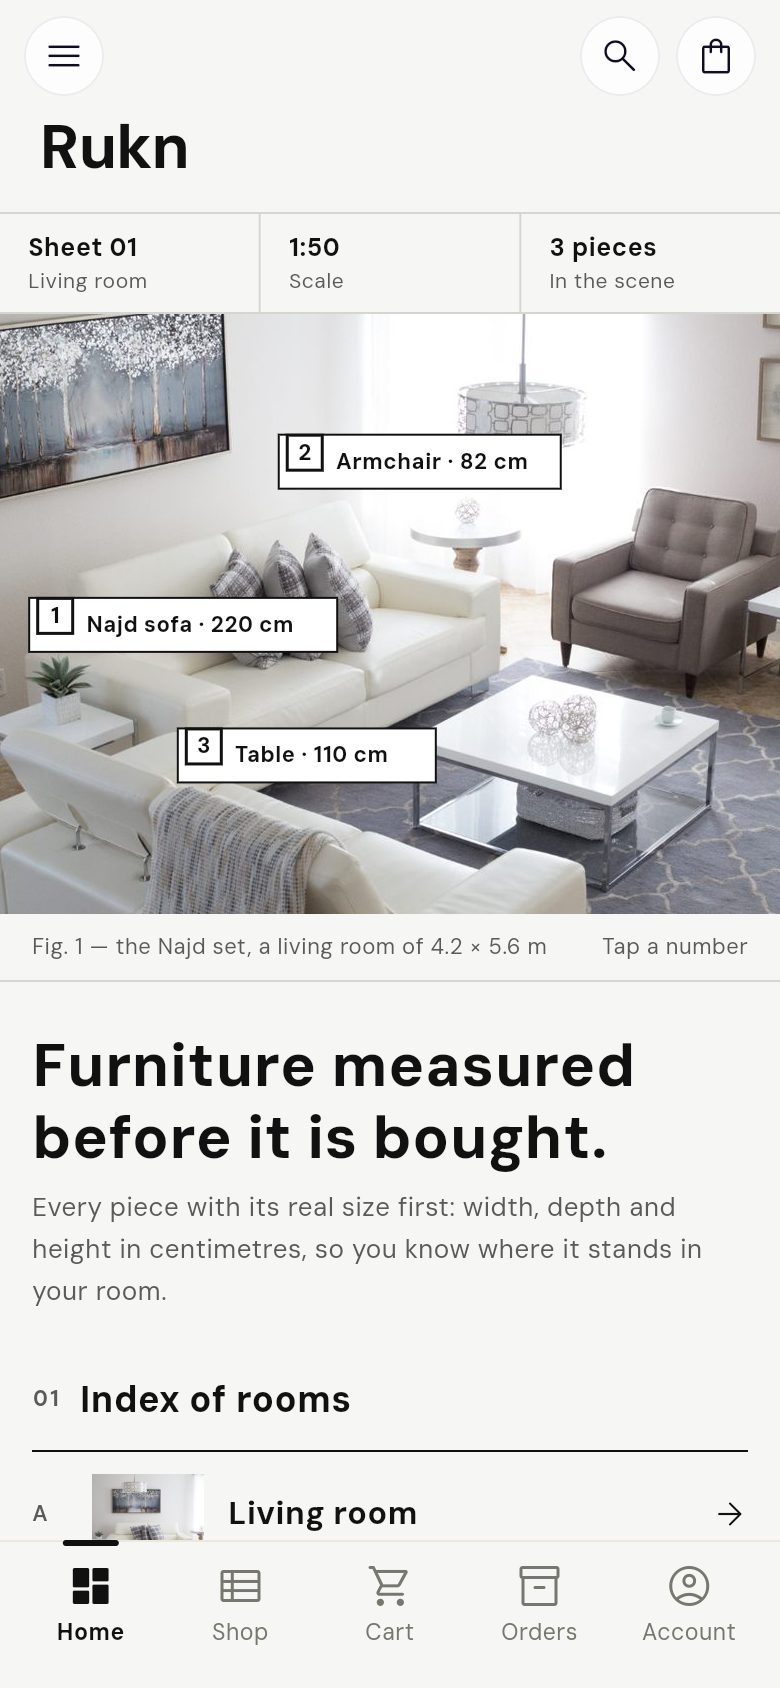 Rukn
Sheet 01
Living room
1:50
Scale
3 pieces
In the scene
2 Armchair · 82 cm
1 Najd sofa · 220 cm
3 Table · 110 cm
Fig. 1 — the Najd set, a living room of 4.2 × 5.6 m
Tap a number
Furniture measured
before it is bought.
Every piece with its real size first: width, depth and
height in centimetres, so you know where it stands in
your room.
01 Index of rooms
A Living room
Home
Shop
Cart
Orders
Account